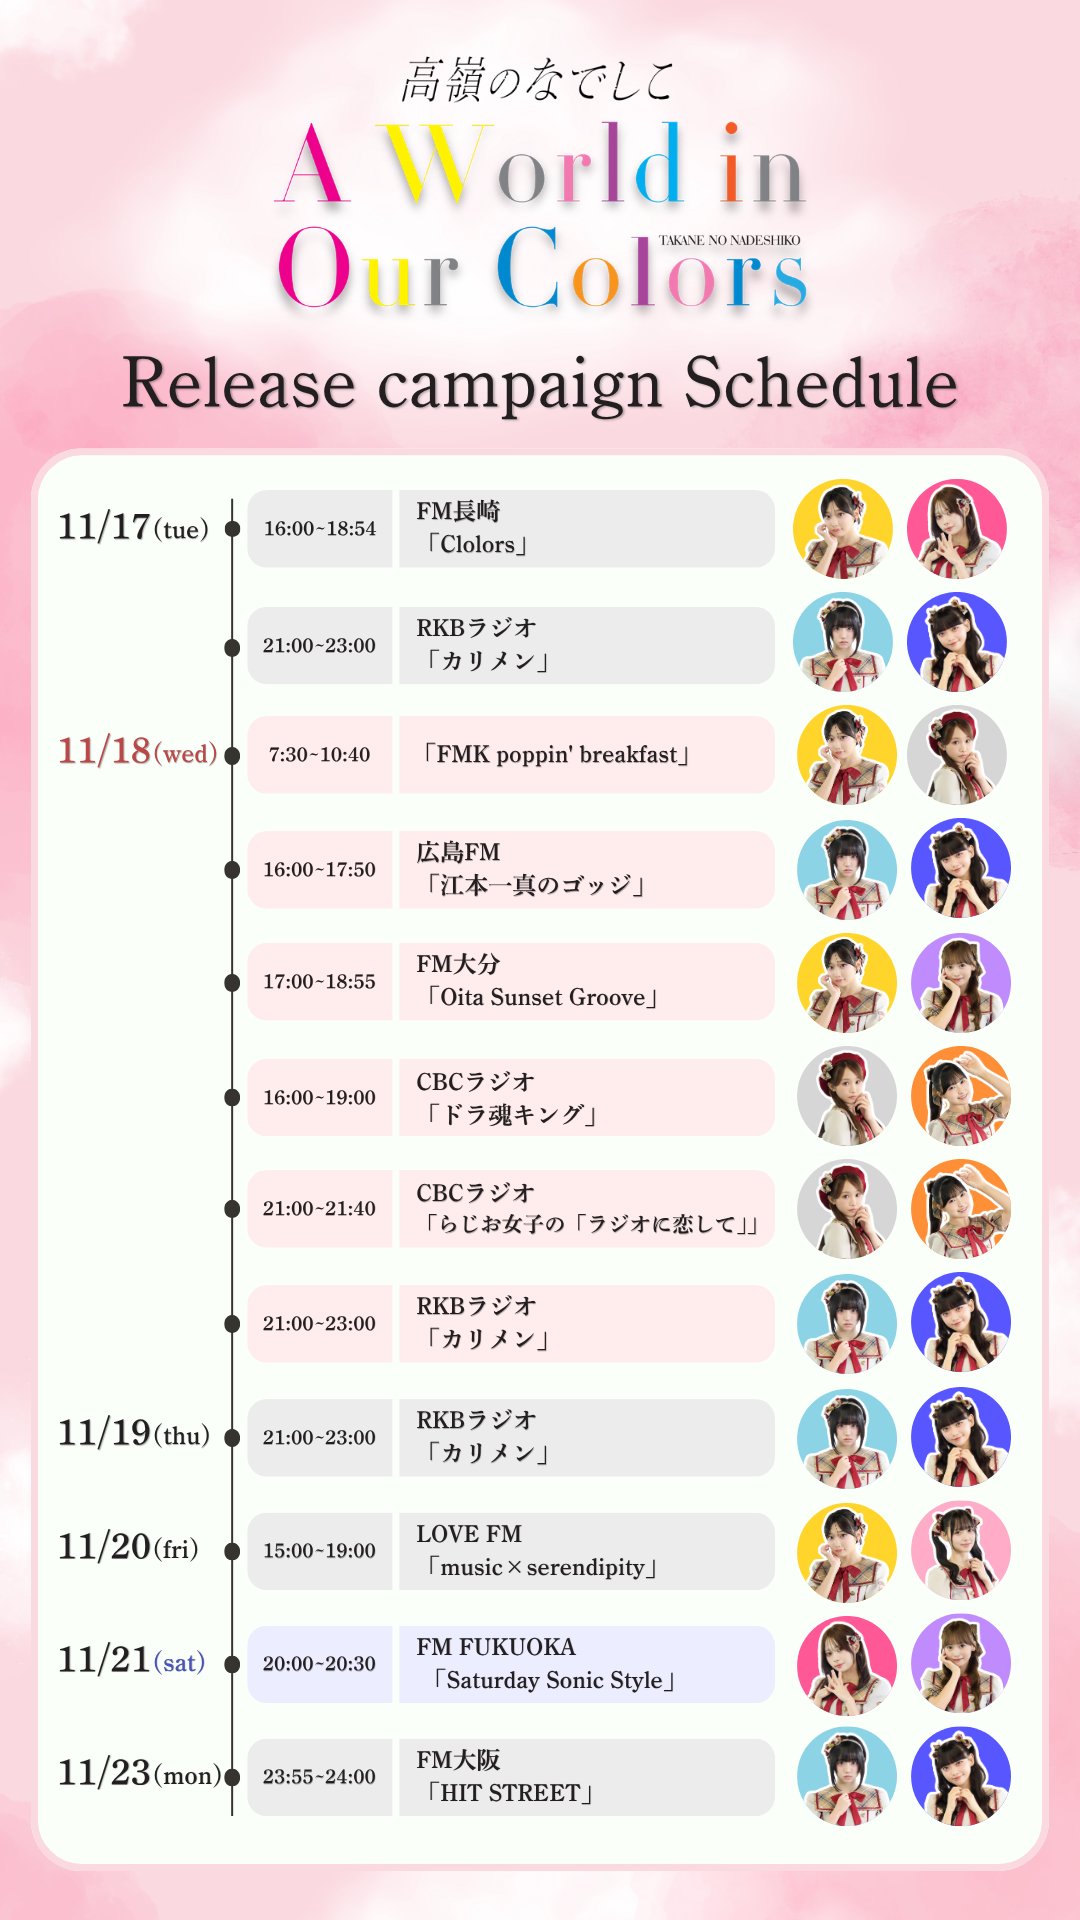 高嶺のなでしこ
A World in
Our Colors
TAKANE NO NADESHIKO
Release campaign Schedule
11/17(tue)
16:00~18:54
FM長崎
「Clolors」
21:00~23:00
RKBラジオ
「カリメン」
11/18(wed)
7:30~10:40
「FMK poppin' breakfast」
16:00~17:50
広島FM
「江本一真のゴッジ」
17:00~18:55
FM大分
「Oita Sunset Groove」
16:00~19:00
CBCラジオ
「ドラ魂キング」
21:00~21:40
CBCラジオ
「らじお女子の「ラジオに恋して」」
21:00~23:00
RKBラジオ
「カリメン」
11/19(thu)
21:00~23:00
RKBラジオ
「カリメン」
11/20(fri)
15:00~19:00
LOVE FM
「music×serendipity」
11/21(sat)
20:00~20:30
FM FUKUOKA
「Saturday Sonic Style」
11/23(mon)
23:55~24:00
FM大阪
「HIT STREET」